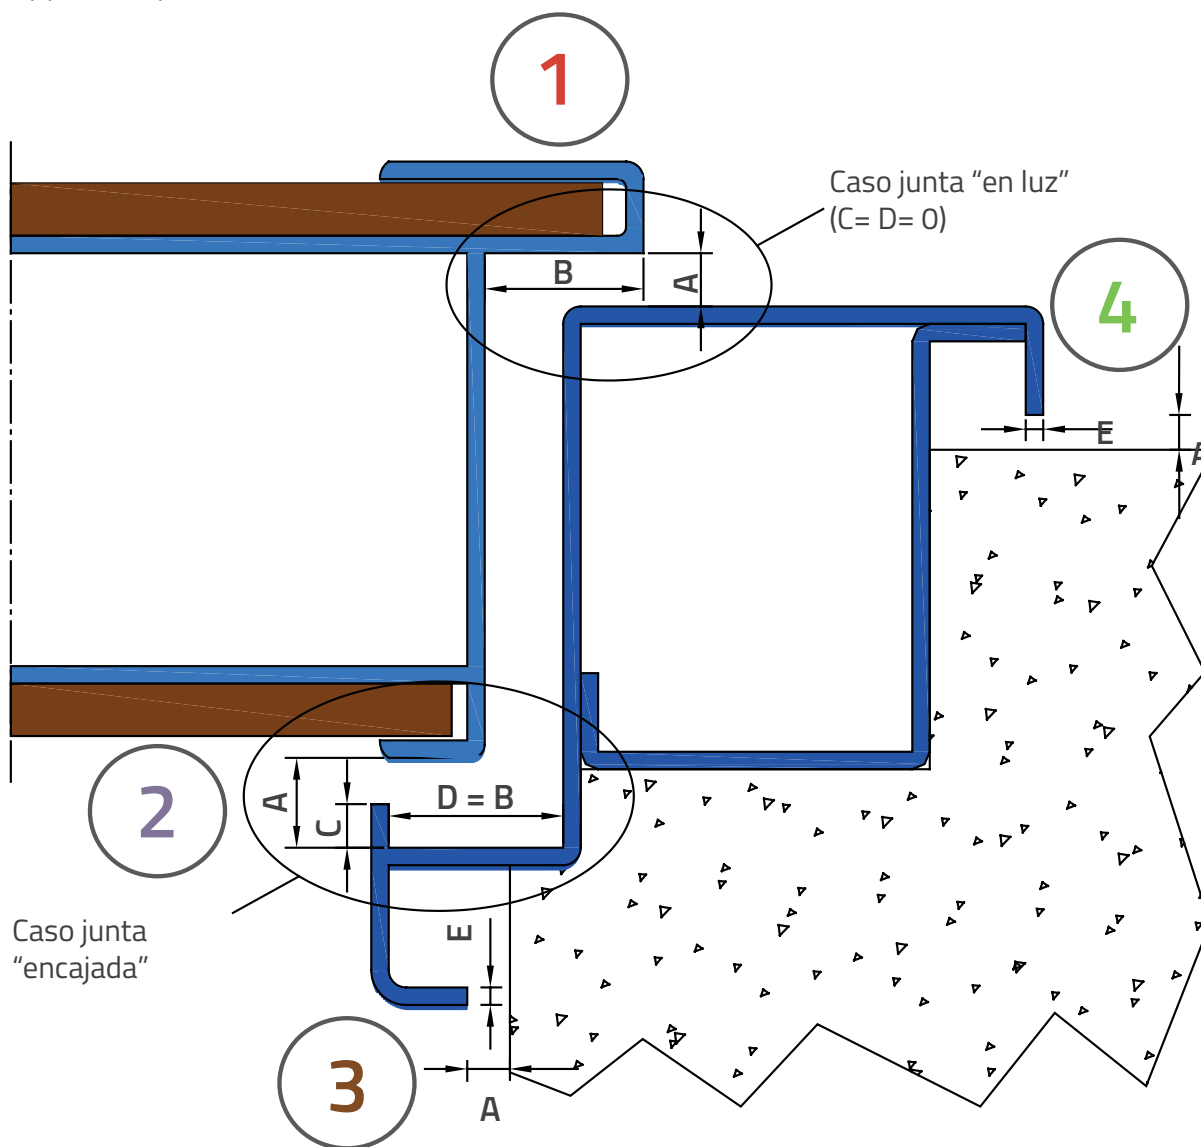 1
Caso junta “en luz”
(C= D= 0)
B
A
4
E
A
2
A
C
D = B
Caso junta
“encajada”
E
3
A